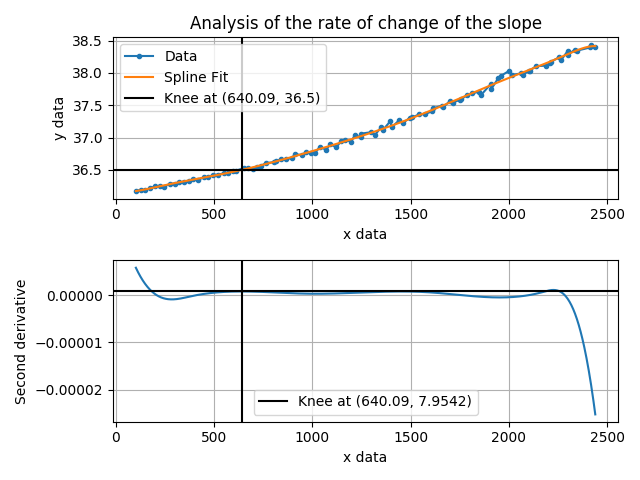 Analysis of the rate of change of the slope
38.5
38.0
37.5
37.0
36.5
y data
Data
Spline Fit
Knee at (640.09, 36.5)
0 500 1000 1500 2000 2500
x data
0.00000
−0.00001
−0.00002
Second derivative
Knee at (640.09, 7.9542)
0 500 1000 1500 2000 2500
x data